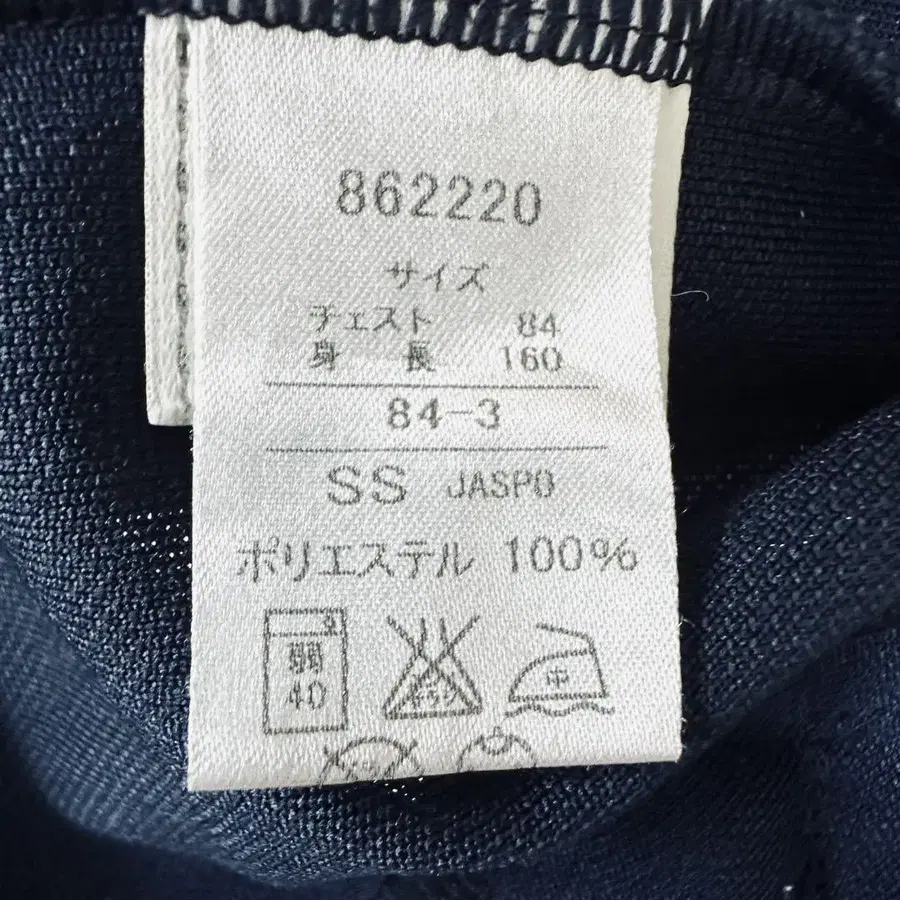 862220
サイズ
チェスト 84
身長 160
84-3
SS JASPO
ポリエステル 100%
弱
40
中